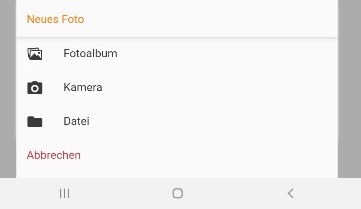 Neues Foto
Fotoalbum
Kamera
Datei
Abbrechen